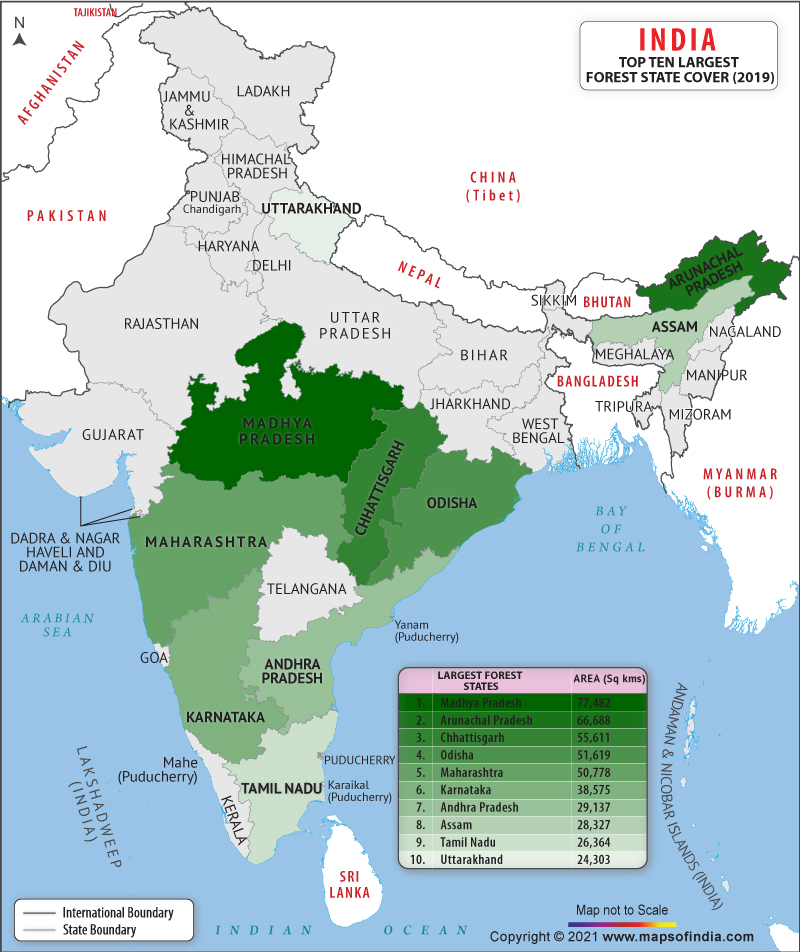 TAJIKISTAN
N
AFGHANISTAN
INDIA
TOP TEN LARGEST
FOREST STATE COVER (2019)
LADAKH
JAMMU
&
KASHMIR
HIMACHAL
PRADESH
CHINA
(Tibet)
PUNJAB
Chandigarh
UTTARAKHAND
PAKISTAN
HARYANA
DELHI
NEPAL
ARUNACHAL
PRADESH
SIKKIM
BHUTAN
RAJASTHAN
UTTAR
PRADESH
ASSAM
NAGALAND
BIHAR
MEGHALAYA
MANIPUR
BANGLADESH
JHARKHAND
TRIPURA
MIZORAM
GUJARAT
MADHYA
PRADESH
WEST
BENGAL
CHHATTISGARH
MYANMAR
(BURMA)
ODISHA
BAY
OF
BENGAL
DADRA & NAGAR
HAVELI AND
DAMAN & DIU
MAHARASHTRA
TELANGANA
ARABIAN
SEA
Yanam
(Puducherry)
GOA
ANDHRA
PRADESH
KARNATAKA
LARGEST FOREST
STATES
AREA (Sq kms)
1. Madhya Pradesh 77,482
2. Arunachal Pradesh 66,688
3. Chhattisgarh 55,611
4. Odisha 51,619
5. Maharashtra 50,778
6. Karnataka 38,575
7. Andhra Pradesh 29,137
8. Assam 28,327
9. Tamil Nadu 26,364
10. Uttarakhand 24,303
ANDAMAN & NICOBAR ISLANDS (INDIA)
LAKSHADWEEP
(INDIA)
Mahe
(Puducherry)
PUDUCHERRY
TAMIL NADU
Karaikal
(Puducherry)
KERALA
SRI
LANKA
International Boundary
State Boundary
INDIAN OCEAN
Map not to Scale
Copyright © 2021 www.mapsofindia.com